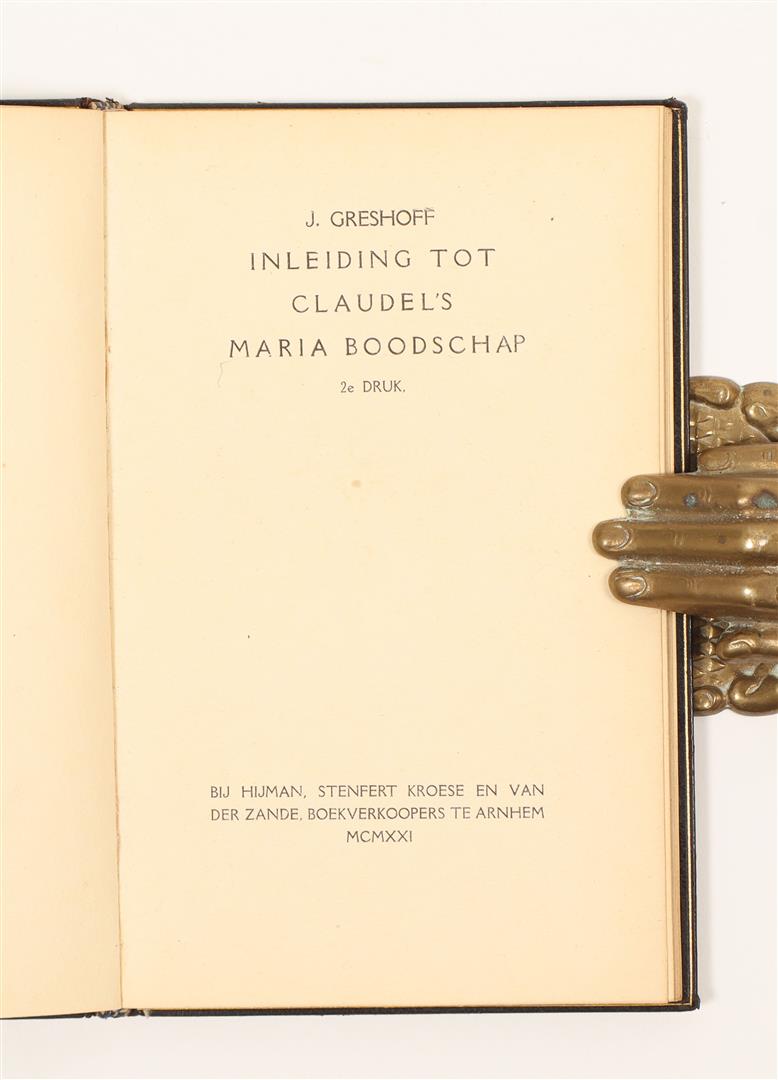 J. GRESHOFF
INLEIDING TOT
CLAUDEL'S
MARIA BOODSCHAP
2e DRUK.
BIJ HIJMAN, STENFERT KROESE EN VAN
DER ZANDE, BOEKVERKOOPERS TE ARNHEM
MCMXXI